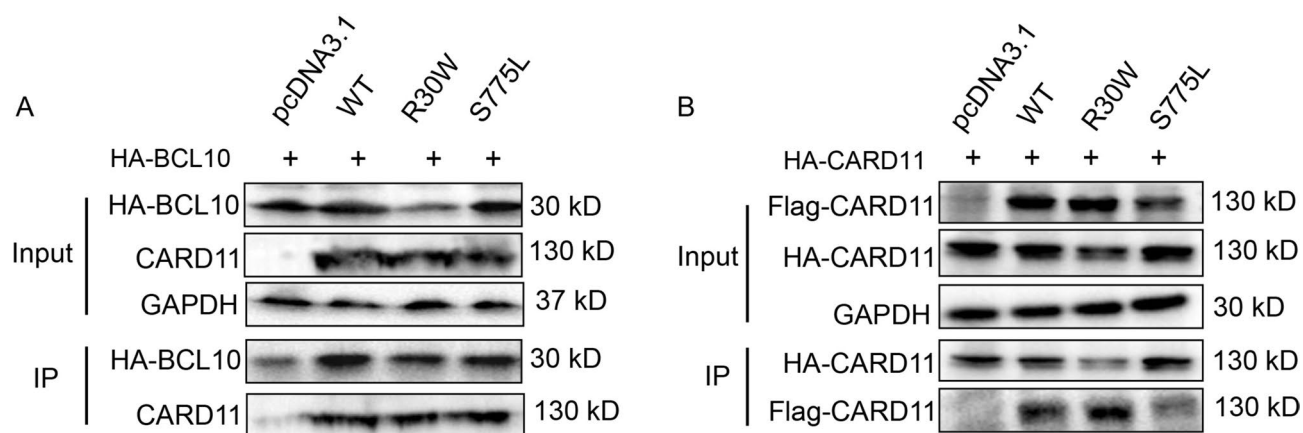 A
pcDNA3.1 WT R30W S775L
HA-BCL10 + + + +
Input
HA-BCL10 30 kD
CARD11 130 kD
GAPDH 37 kD
IP
HA-BCL10 30 kD
CARD11 130 kD
B
pcDNA3.1 WT R30W S775L
HA-CARD11 + + + +
Input
Flag-CARD11 130 kD
HA-CARD11 130 kD
GAPDH 30 kD
IP
HA-CARD11 130 kD
Flag-CARD11 130 kD